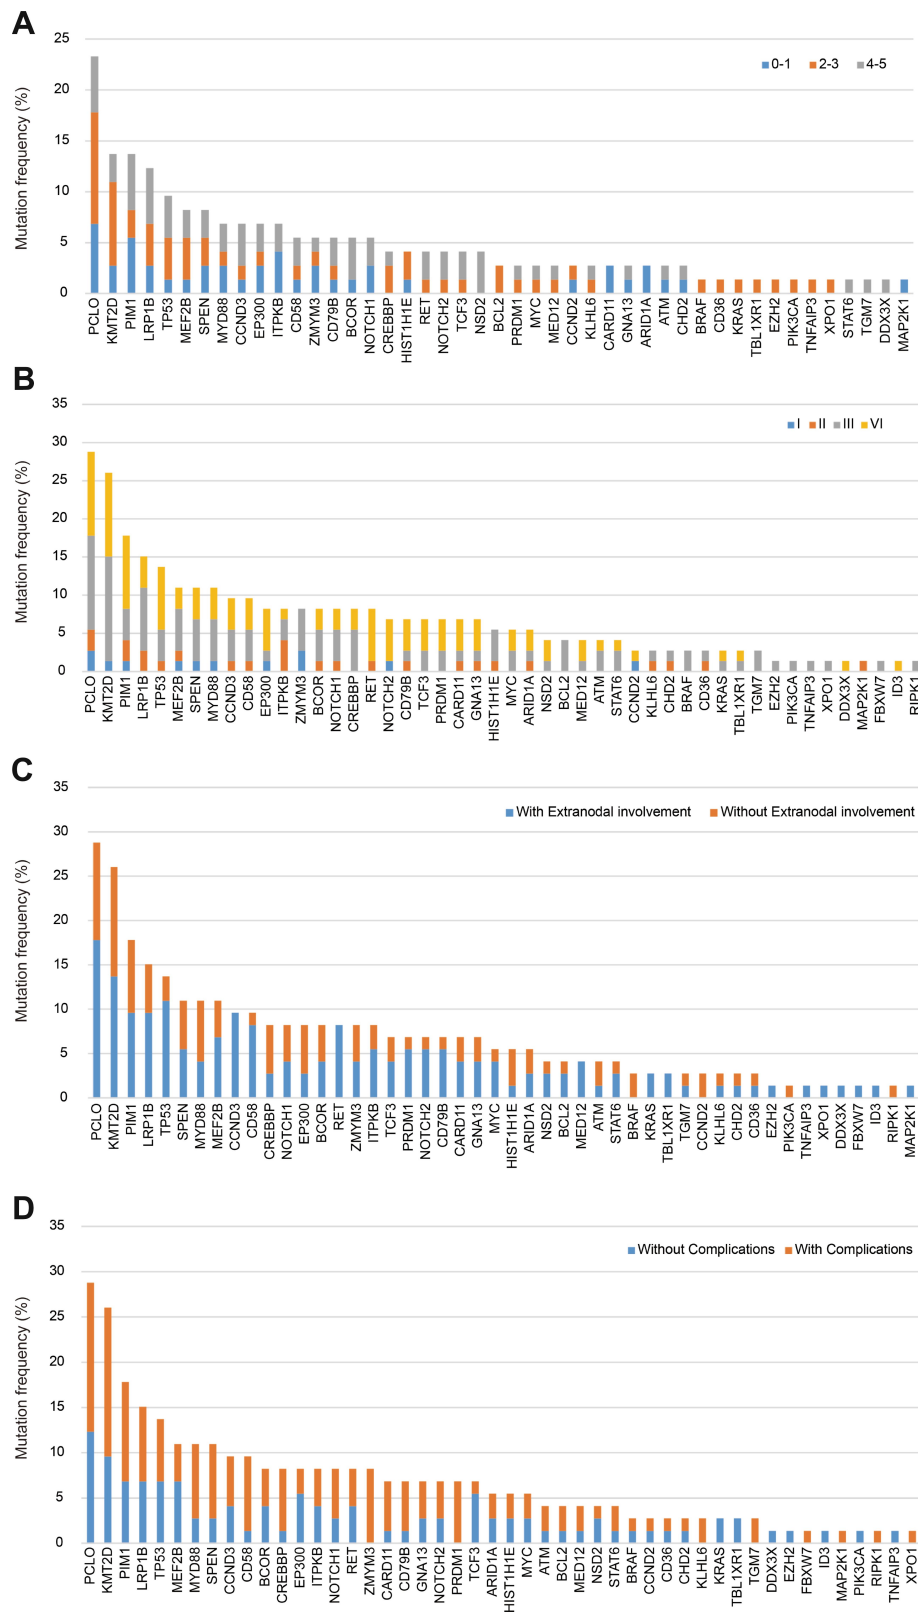 A
Mutation frequency (%)
25
20
15
10
5
0
0-1 2-3 4-5
PCLO KMT2D PIM1 LRP1B TP53 MEF2B SPEN MYD88 CCND3 EP300 ITPKB CD58 ZMYM3 CD79B BCOR NOTCH1 CREBBP HIST1H1E RET NOTCH2 TCF3 NSD2 BCL2 PRDM1 MYC MED12 CCND2 KLHL6 CARD11 GNA13 ARID1A ATM CHD2 BRAF CD36 KRAS TBL1XR1 EZH2 PIK3CA TNFAIP3 XPO1 STAT6 TGM7 DDX3X MAP2K1
B
Mutation frequency (%)
35
30
25
20
15
10
5
0
I II III VI
PCLO KMT2D PIM1 LRP1B TP53 MEF2B SPEN MYD88 CCND3 CD58 EP300 ITPKB ZMYM3 BCOR NOTCH1 CREBBP RET NOTCH2 CD79B TCF3 PRDM1 CARD11 GNA13 HIST1H1E MYC ARID1A NSD2 BCL2 MED12 ATM STAT6 CCND2 KLHL6 CHD2 BRAF CD36 KRAS TBL1XR1 TGM7 EZH2 PIK3CA TNFAIP3 XPO1 DDX3X MAP2K1 FBXW7 ID3 RIPK1
C
Mutation frequency (%)
35
30
25
20
15
10
5
0
With Extranodal involvement Without Extranodal involvement
PCLO KMT2D PIM1 LRP1B TP53 SPEN MYD88 MEF2B CCND3 CD58 CREBBP NOTCH1 EP300 BCOR RET ZMYM3 ITPKB TCF3 PRDM1 NOTCH2 CD79B CARD11 GNA13 MYC HIST1H1E ARID1A NSD2 BCL2 MED12 ATM STAT6 BRAF KRAS TBL1XR1 TGM7 CCND2 KLHL6 CHD2 CD36 EZH2 PIK3CA TNFAIP3 XPO1 DDX3X FBXW7 ID3 RIPK1 MAP2K1
D
Mutation frequency (%)
35
30
25
20
15
10
5
0
Without Complications With Complications
PCLO KMT2D PIM1 LRP1B TP53 MEF2B MYD88 SPEN CCND3 CD58 BCOR CREBBP EP300 ITPKB NOTCH1 RET ZMYM3 CARD11 CD79B GNA13 NOTCH2 PRDM1 TCF3 ARID1A HIST1H1E MYC ATM BCL2 MED12 NSD2 STAT6 BRAF CCND2 CD36 CHD2 KLHL6 KRAS TBL1XR1 TGM7 DDX3X EZH2 FBXW7 ID3 MAP2K1 PIK3CA RIPK1 TNFAIP3 XPO1